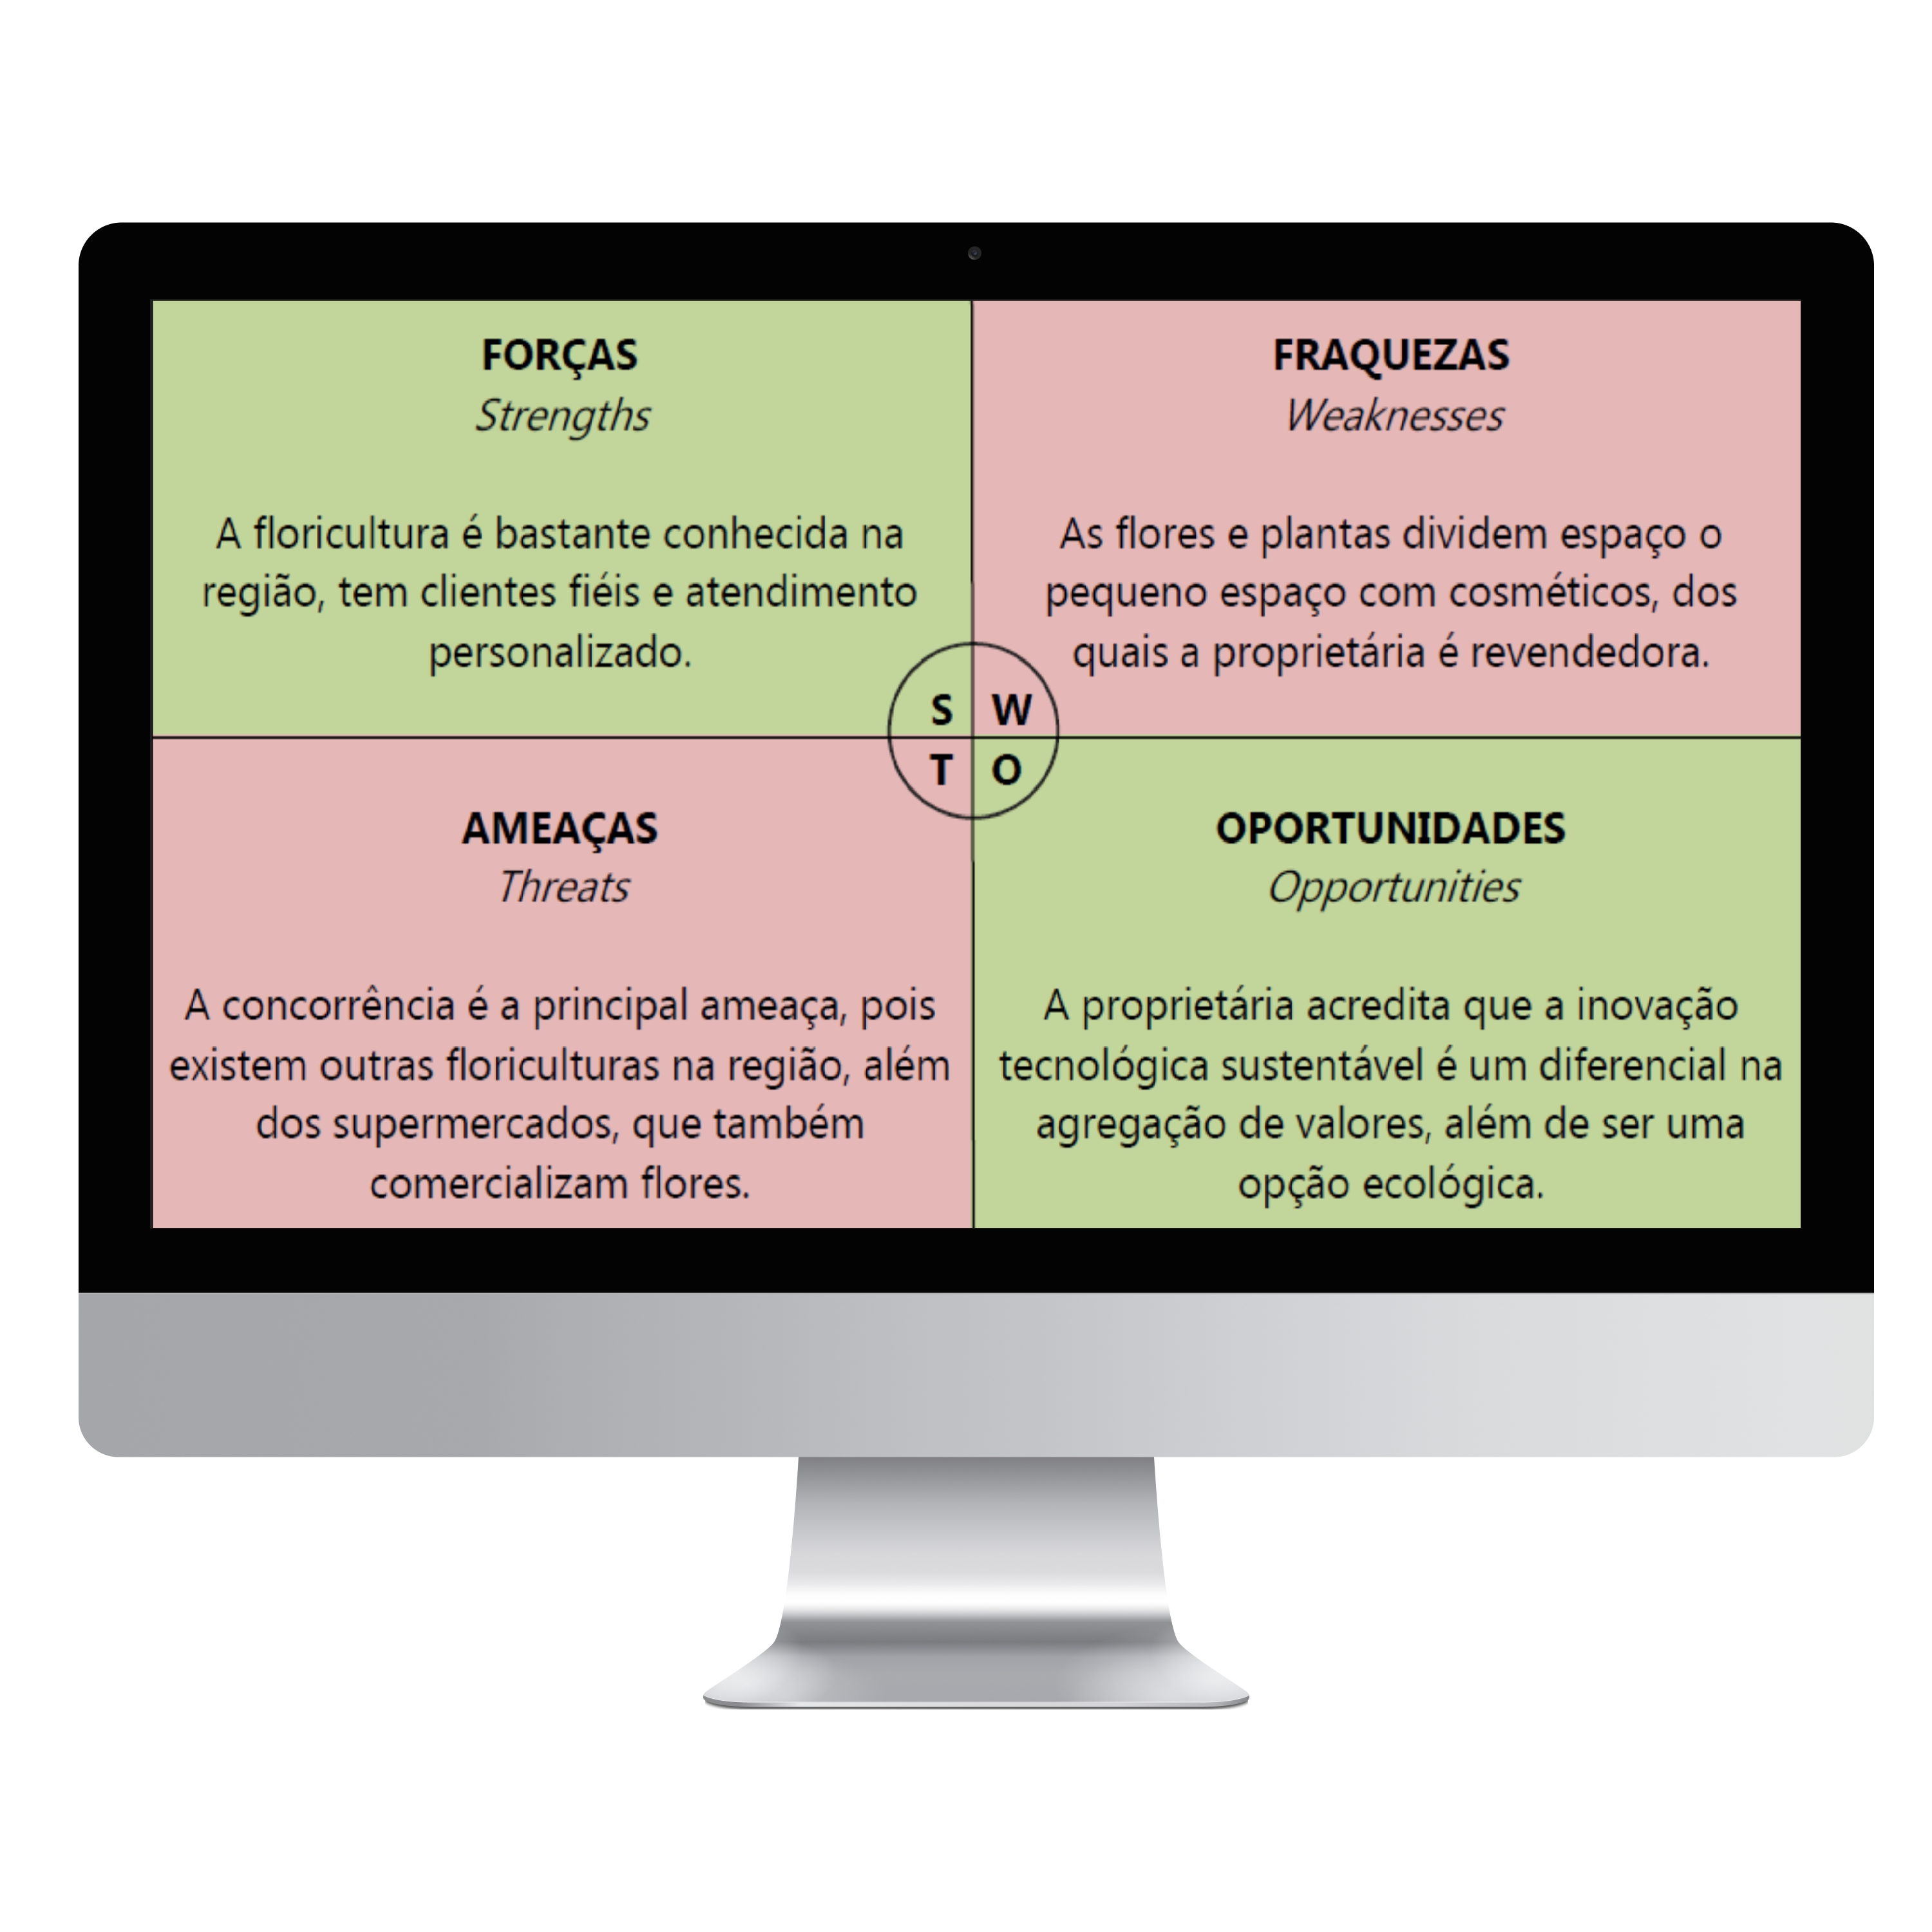 FORÇAS
Strengths
A floricultura é bastante conhecida na
região, tem clientes fiéis e atendimento
personalizado.
FRAQUEZAS
Weaknesses
As flores e plantas dividem espaço o
pequeno espaço com cosméticos, dos
quais a proprietária é revendedora.
S W
T O
AMEAÇAS
Threats
A concorrência é a principal ameaça, pois
existem outras floriculturas na região, além
dos supermercados, que também
comercializam flores.
OPORTUNIDADES
Opportunities
A proprietária acredita que a inovação
tecnológica sustentável é um diferencial na
agregação de valores, além de ser uma
opção ecológica.